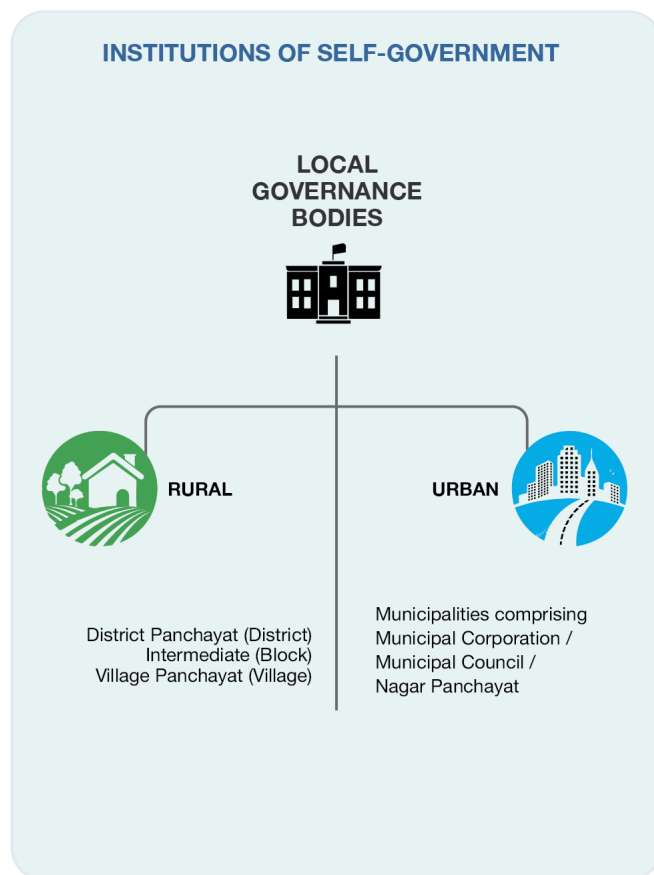 INSTITUTIONS OF SELF-GOVERNMENT
LOCAL
GOVERNANCE
BODIES
RURAL
URBAN
District Panchayat (District)
Intermediate (Block)
Village Panchayat (Village)
Municipalities comprising
Municipal Corporation /
Municipal Council /
Nagar Panchayat